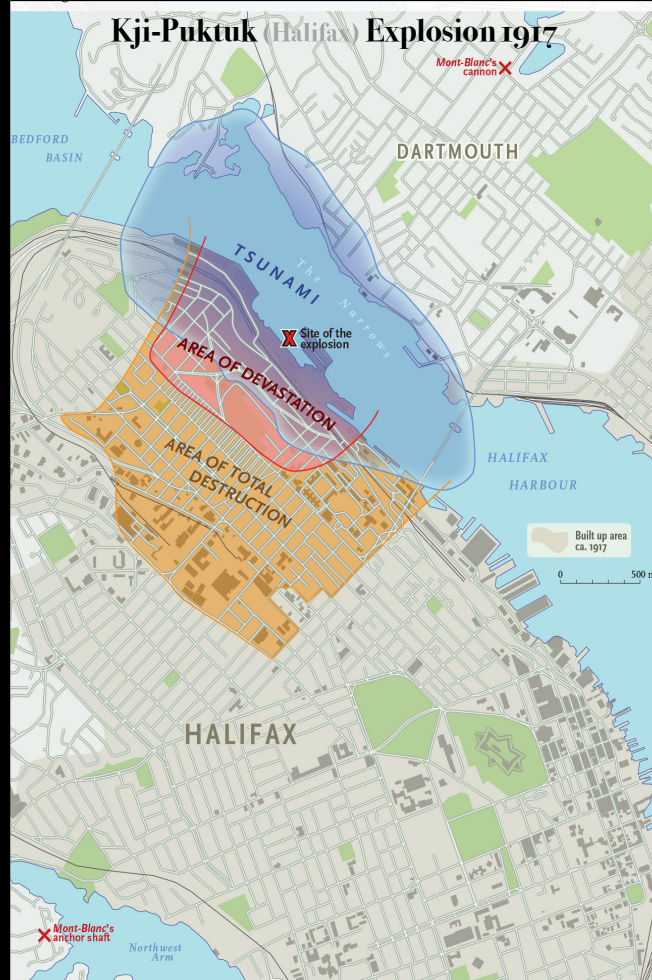 Kji-Puktuk (Halifax) Explosion 1917
Mont-Blanc's
cannon
BEDFORD
BASIN
DARTMOUTH
TSUNAMI
The Narrows
Site of the
explosion
AREA OF DEVASTATION
AREA OF TOTAL
DESTRUCTION
HALIFAX
HARBOUR
Built up area
ca. 1917
0 500 m
HALIFAX
Mont-Blanc's
anchor shaft
Northwest
Arm